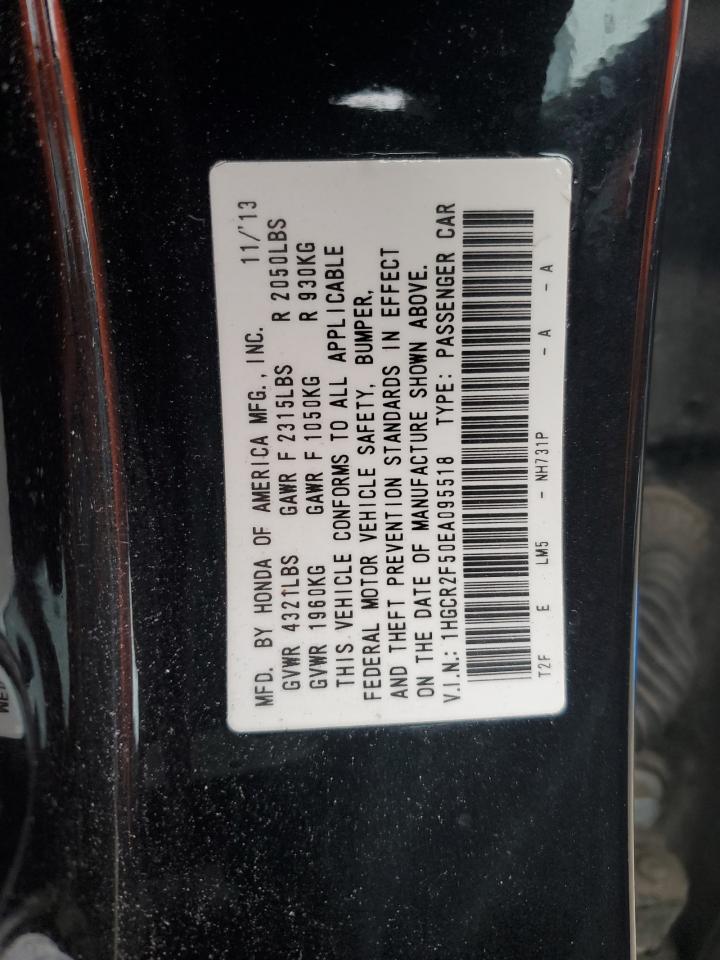 MFD. BY HONDA OF AMERICA MFG., INC. 11/'13
GVWR 4321LBS GAWR F 2315LBS R 2050LBS
GVWR 1960KG GAWR F 1050KG R 930KG
THIS VEHICLE CONFORMS TO ALL APPLICABLE
FEDERAL MOTOR VEHICLE SAFETY, BUMPER,
AND THEFT PREVENTION STANDARDS IN EFFECT
ON THE DATE OF MANUFACTURE SHOWN ABOVE.
V.I.N.: 1HGCR2F50EA095518 TYPE: PASSENGER CAR
T2F E LM5 - NH731P - A - A